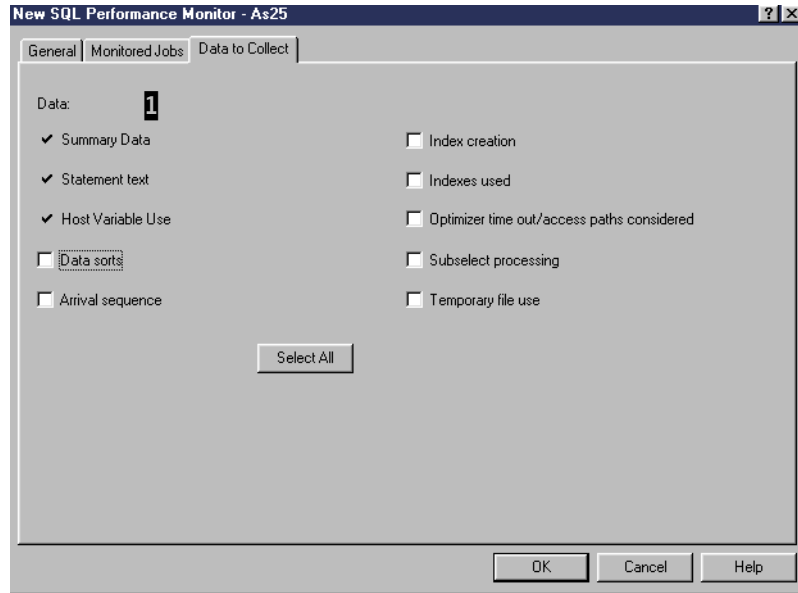 New SQL Performance Monitor - As25
General Monitored Jobs Data to Collect
Data: 1
Summary Data
Statement text
Host Variable Use
Data sorts
Arrival sequence
Index creation
Indexes used
Optimizer time out/access paths considered
Subselect processing
Temporary file use
Select All
OK Cancel Help